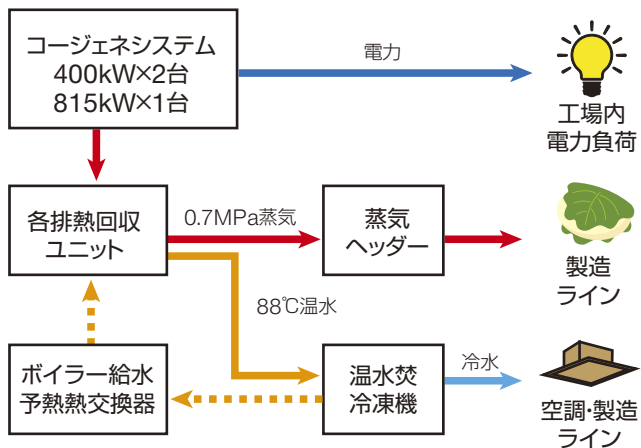 コージェネシステム
400kW×2台
815kW×1台
電力
工場内
電力負荷
各排熱回収
ユニット
0.7MPa蒸気
蒸気
ヘッダー
製造
ライン
88℃温水
ボイラー給水
予熱熱交換器
温水焚
冷凍機
冷水
空調・製造
ライン